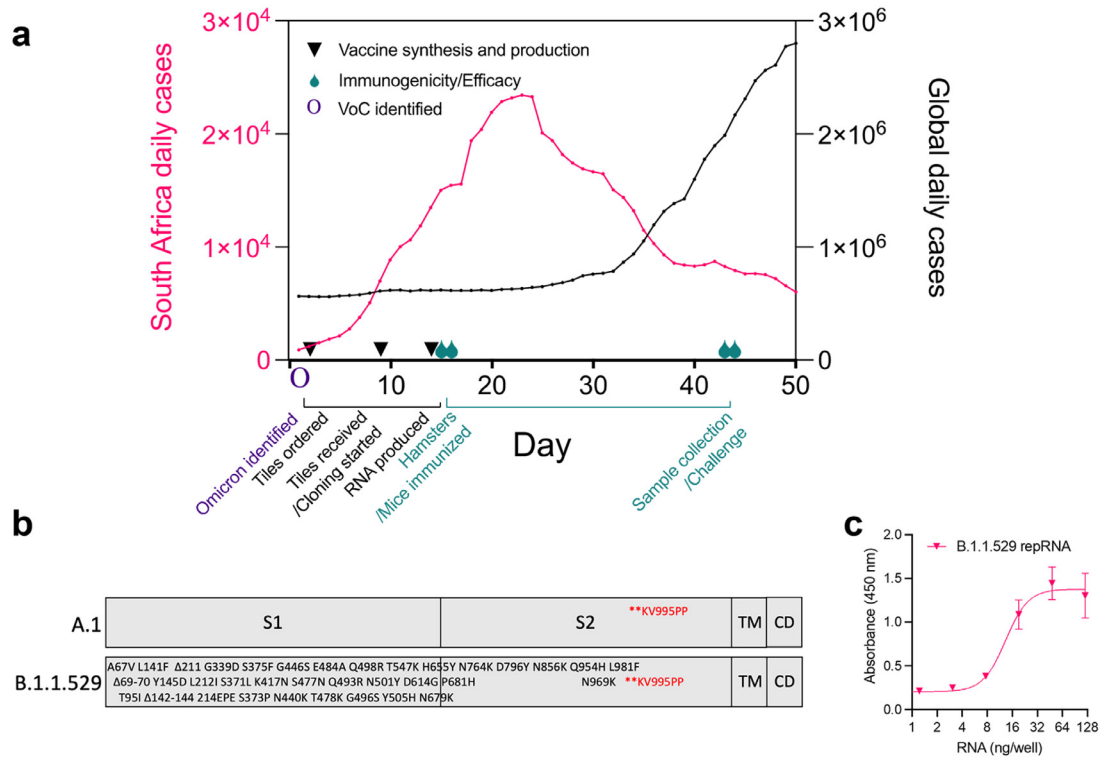 a
3×10⁴
2×10⁴
1×10⁴
0
South Africa daily cases
Vaccine synthesis and production
Immunogenicity/Efficacy
O VoC identified
3×10⁶
2×10⁶
1×10⁶
0
Global daily cases
O
10 20 30 40 50
Day
Omicron identified
Tiles ordered
Tiles received
/Cloning started
RNA produced
Hamsters
/Mice immunized
Sample collection
/Challenge
b
A.1 S1 S2 **KV995PP TM CD
B.1.1.529
A67V L141F Δ211 G339D S375F G446S E484A Q498R T547K H655Y N764K D796Y N856K Q954H L981F
Δ69-70 Y145D L212I S371L K417N S477N Q493R N501Y D614G P681H N969K **KV995PP TM CD
T95I Δ142-144 214EPE S373P N440K T478K G496S Y505H N679K
c
B.1.1.529 repRNA
Absorbance (450 nm)
2.0
1.5
1.0
0.5
0.0
1 2 4 8 16 32 64 128
RNA (ng/well)